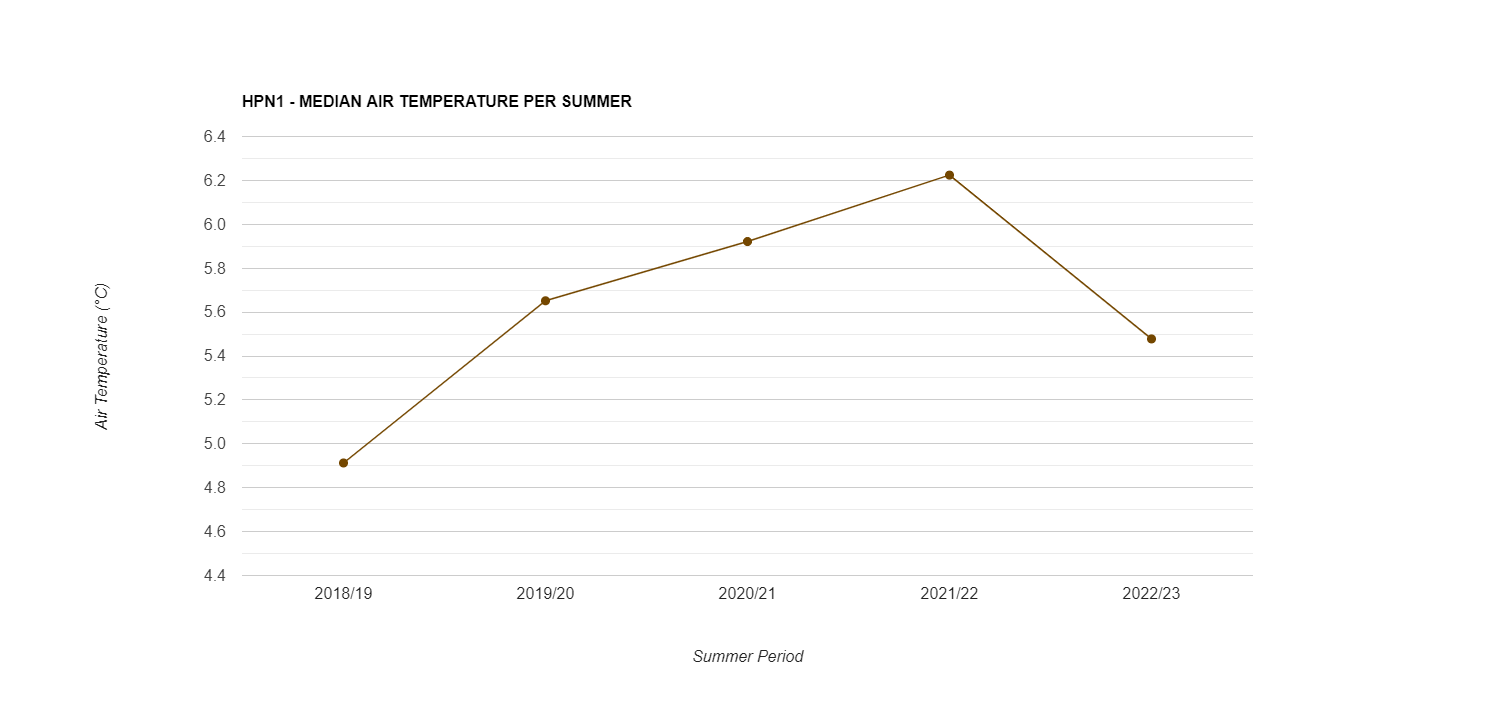 HPN1 - MEDIAN AIR TEMPERATURE PER SUMMER
6.4
6.2
6.0
5.8
5.6
5.4
5.2
5.0
4.8
4.6
4.4
Air Temperature (°C)
2018/19 2019/20 2020/21 2021/22 2022/23
Summer Period